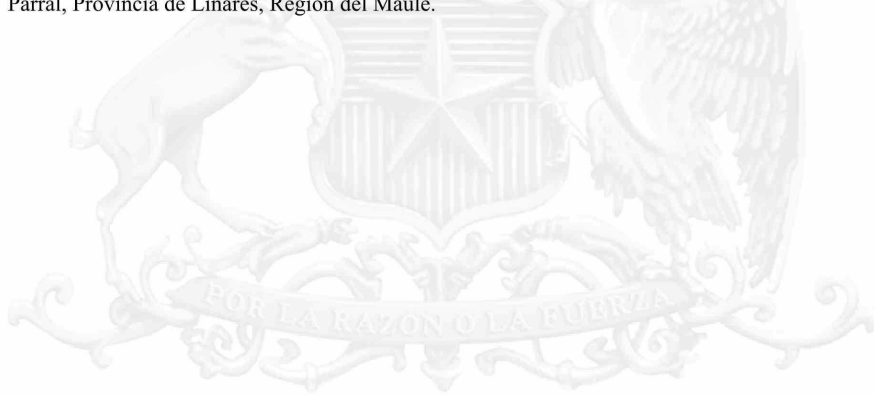 Parral, Provincia de Linares, Región del Maule.
POR LA RAZON O LA FUERZA